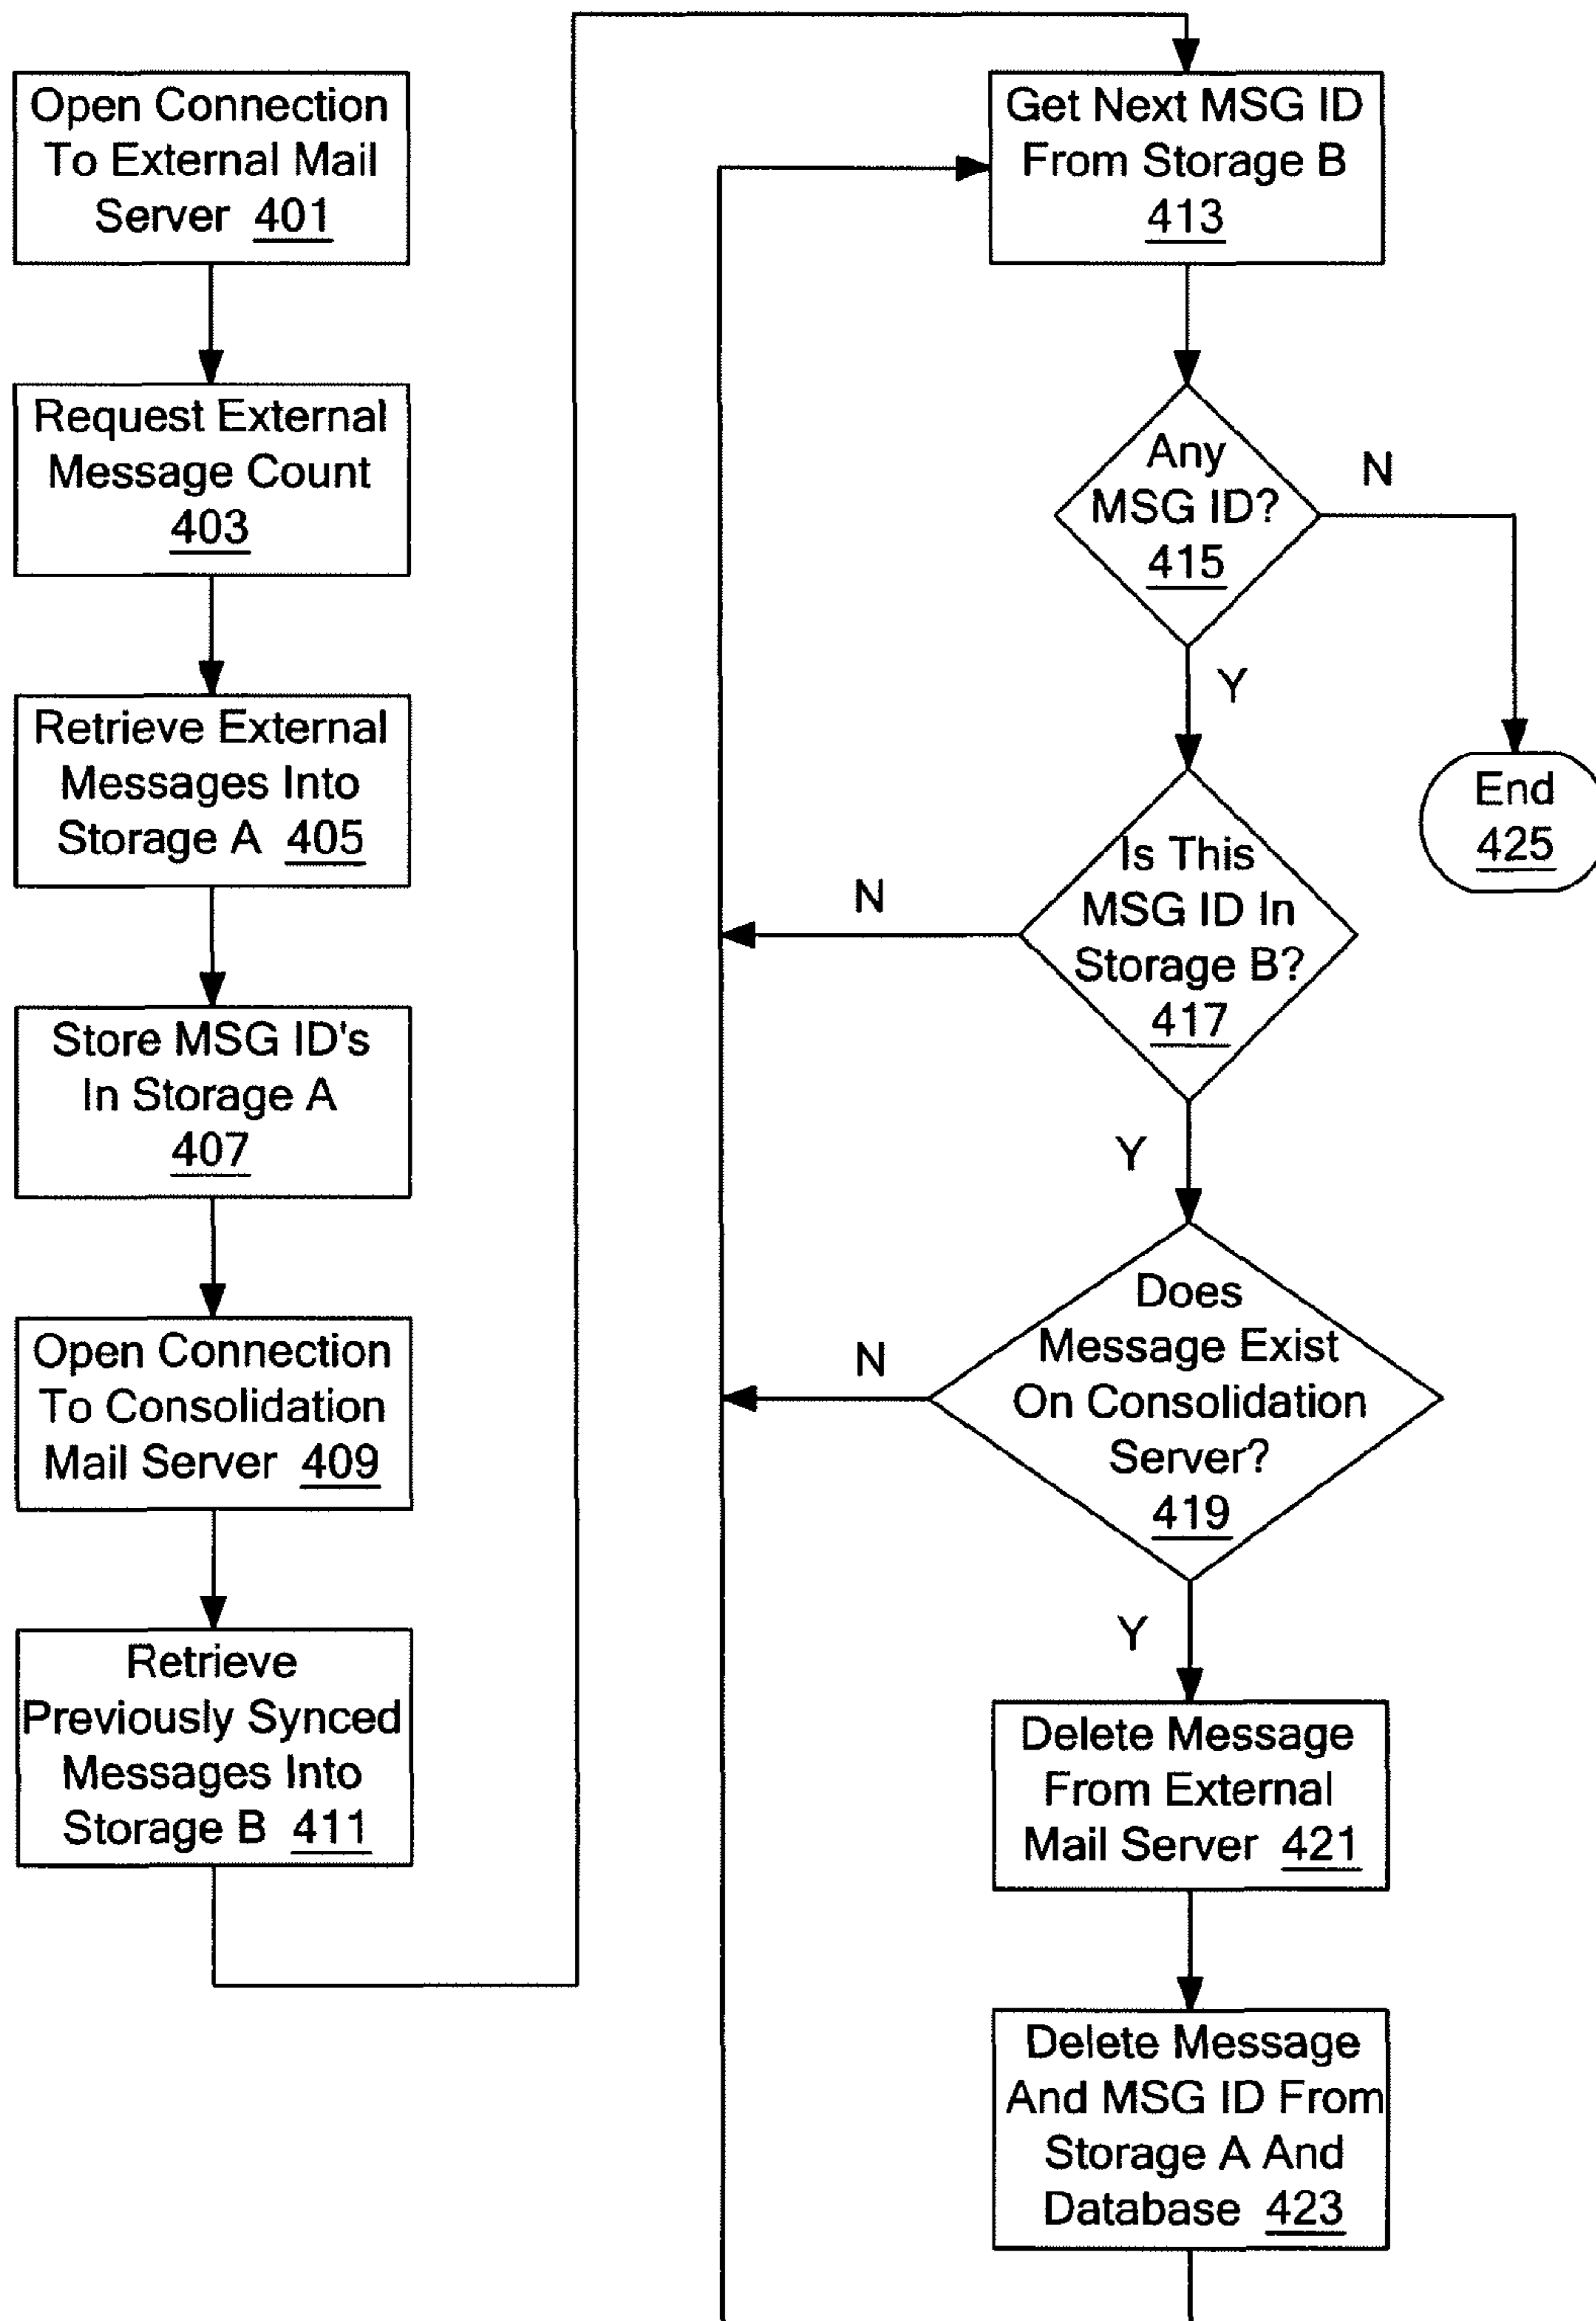 Open Connection
To External Mail
Server 401
Request External
Message Count
403
Retrieve External
Messages Into
Storage A 405
Store MSG ID's
In Storage A
407
Open Connection
To Consolidation
Mail Server 409
Retrieve
Previously Synced
Messages Into
Storage B 411
Get Next MSG ID
From Storage B
413
Any
MSG ID?
415
N
Y
End
425
Is This
MSG ID In
Storage B?
417
N
Y
Does
Message Exist
On Consolidation
Server?
419
N
Y
Delete Message
From External
Mail Server 421
Delete Message
And MSG ID From
Storage A And
Database 423